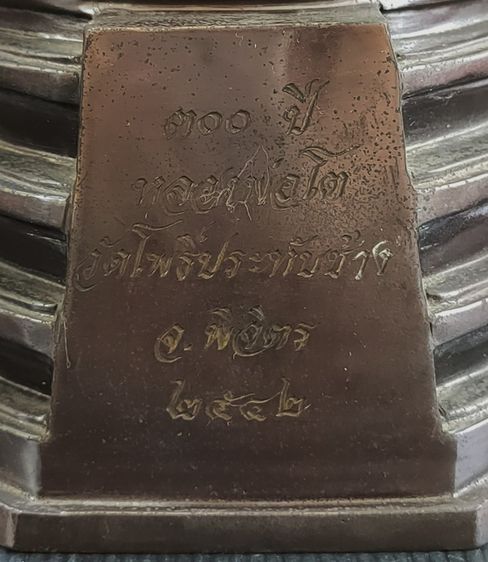 ๓๐๐ ปี
หลวงพ่อโต
วัดโพธิ์ประทับช้าง
จ. พิจิตร
๒๕๔๒